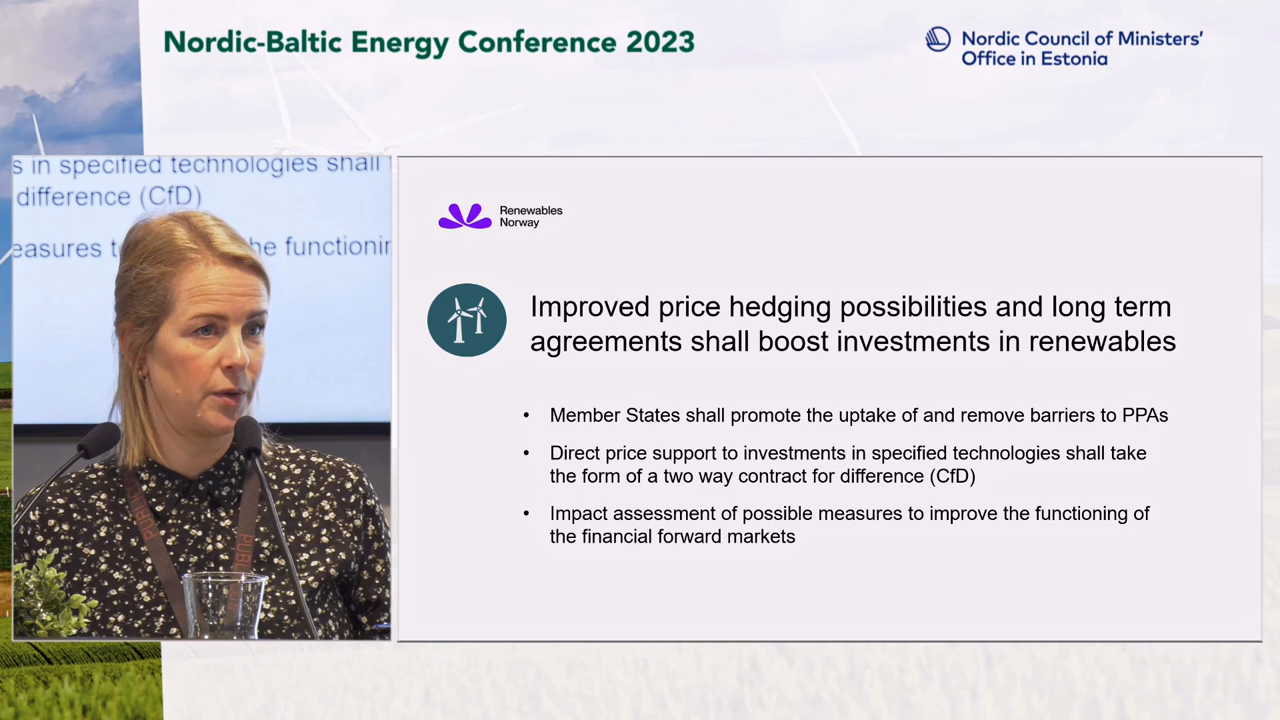 Nordic-Baltic Energy Conference 2023
Nordic Council of Ministers'
Office in Estonia
s in specified technologies shall
difference (CfD)
easures t
he functionin
Renewables
Norway
Improved price hedging possibilities and long term
agreements shall boost investments in renewables
• Member States shall promote the uptake of and remove barriers to PPAs
• Direct price support to investments in specified technologies shall take
the form of a two way contract for difference (CfD)
• Impact assessment of possible measures to improve the functioning of
the financial forward markets
PUBLIC
PUBL